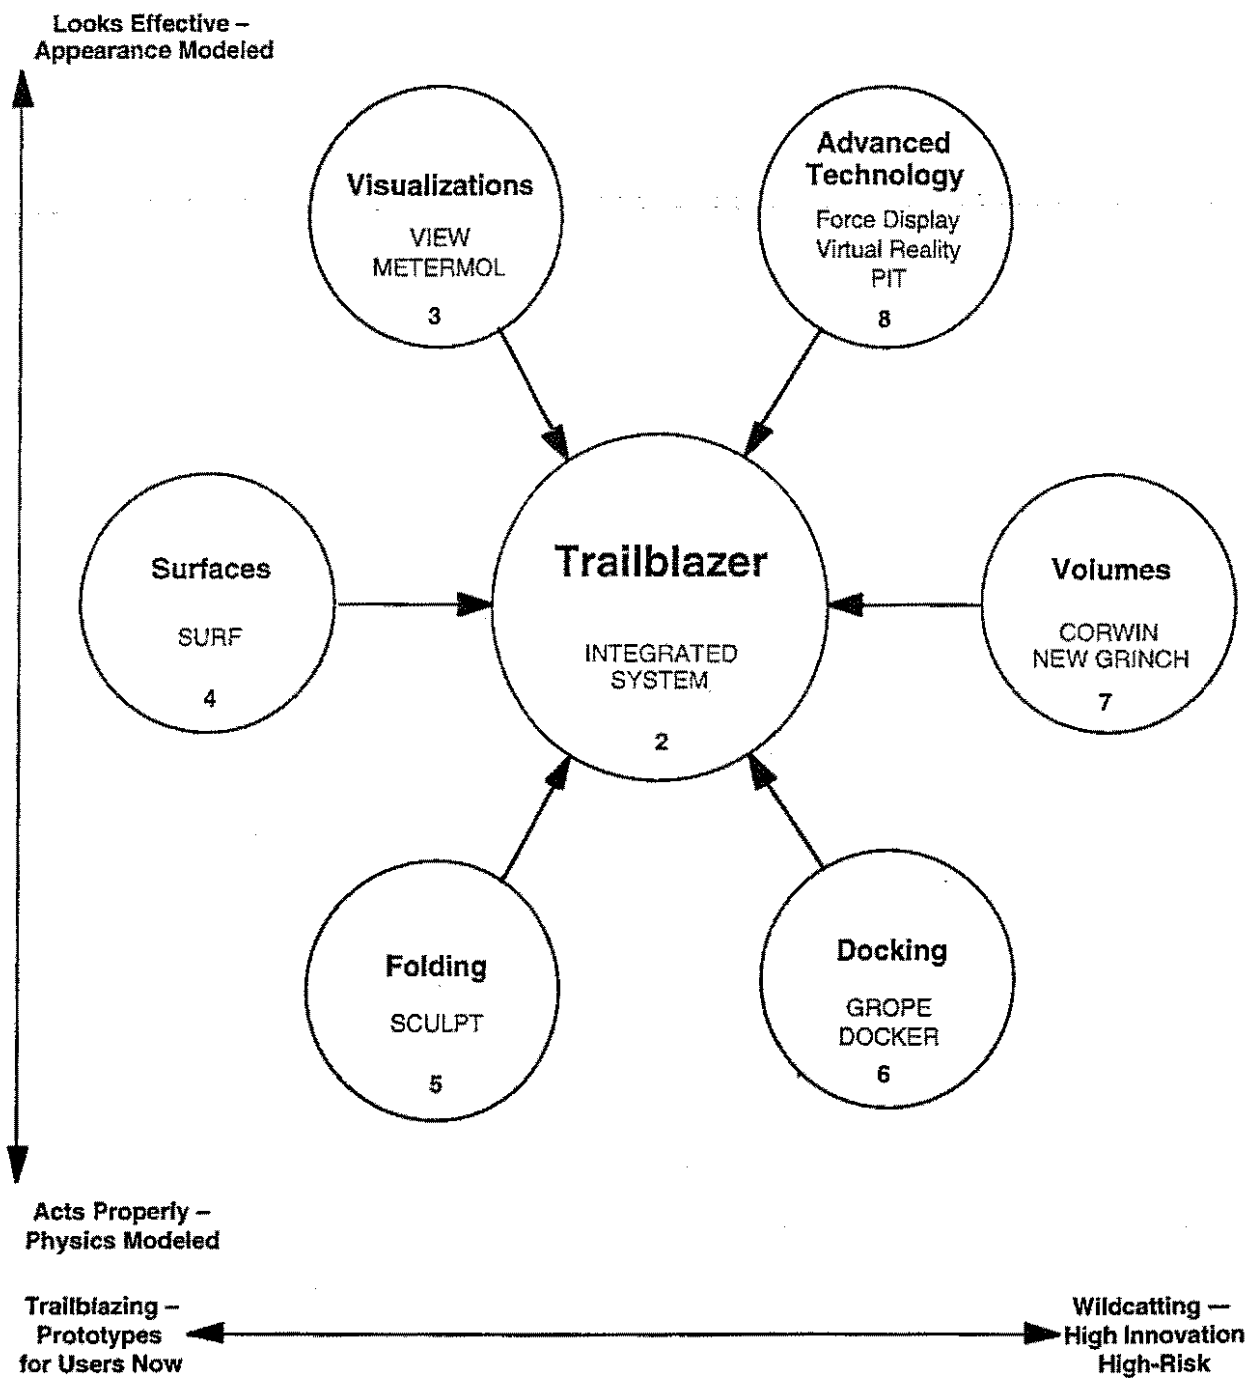 Looks Effective –
Appearance Modeled
Visualizations
VIEW
METERMOL
3
Advanced
Technology
Force Display
Virtual Reality
PIT
8
Surfaces
SURF
4
Trailblazer
INTEGRATED
SYSTEM
2
Volumes
CORWIN
NEW GRINCH
7
Folding
SCULPT
5
Docking
GROPE
DOCKER
6
Acts Properly –
Physics Modeled
Trailblazing –
Prototypes
for Users Now
Wildcatting —
High Innovation
High-Risk